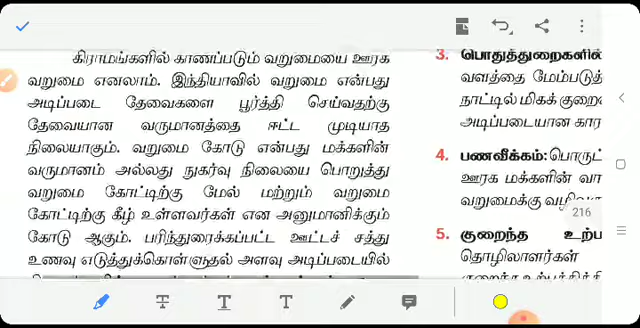 கிராமங்களில் காணப்படும் வறுமையை ஊரக
வறுமை எனலாம். இந்தியாவில் வறுமை என்பது
அடிப்படை தேவைகளை பூர்த்தி செய்வதற்கு
தேவையான வருமானத்தை ஈட்ட முடியாத
நிலையாகும். வறுமை கோடு என்பது மக்களின்
வருமானம் அல்லது நுகர்வு நிலையை பொறுத்து
வறுமை கோட்டிற்கு மேல் மற்றும் வறுமை
கோட்டிற்கு கீழ் உள்ளவர்கள் என அனுமானிக்கும்
கோடு ஆகும். பரிந்துரைக்கப்பட்ட ஊட்டச் சத்து
உணவு எடுத்துக்கொள்ளுதல் அளவு அடிப்படையில்
3. பொதுத்துறைகளில்
வளத்தை மேம்படுத்
நாட்டில் மிகக் குறை
அடிப்படையான கார
4. பணவீக்கம்: பொருட்
ஊரக மக்களின் வா
வறுமைக்கு வழிவ
216
5. குறைந்த உற்ப
தொழிலாளர்கள்
T T T